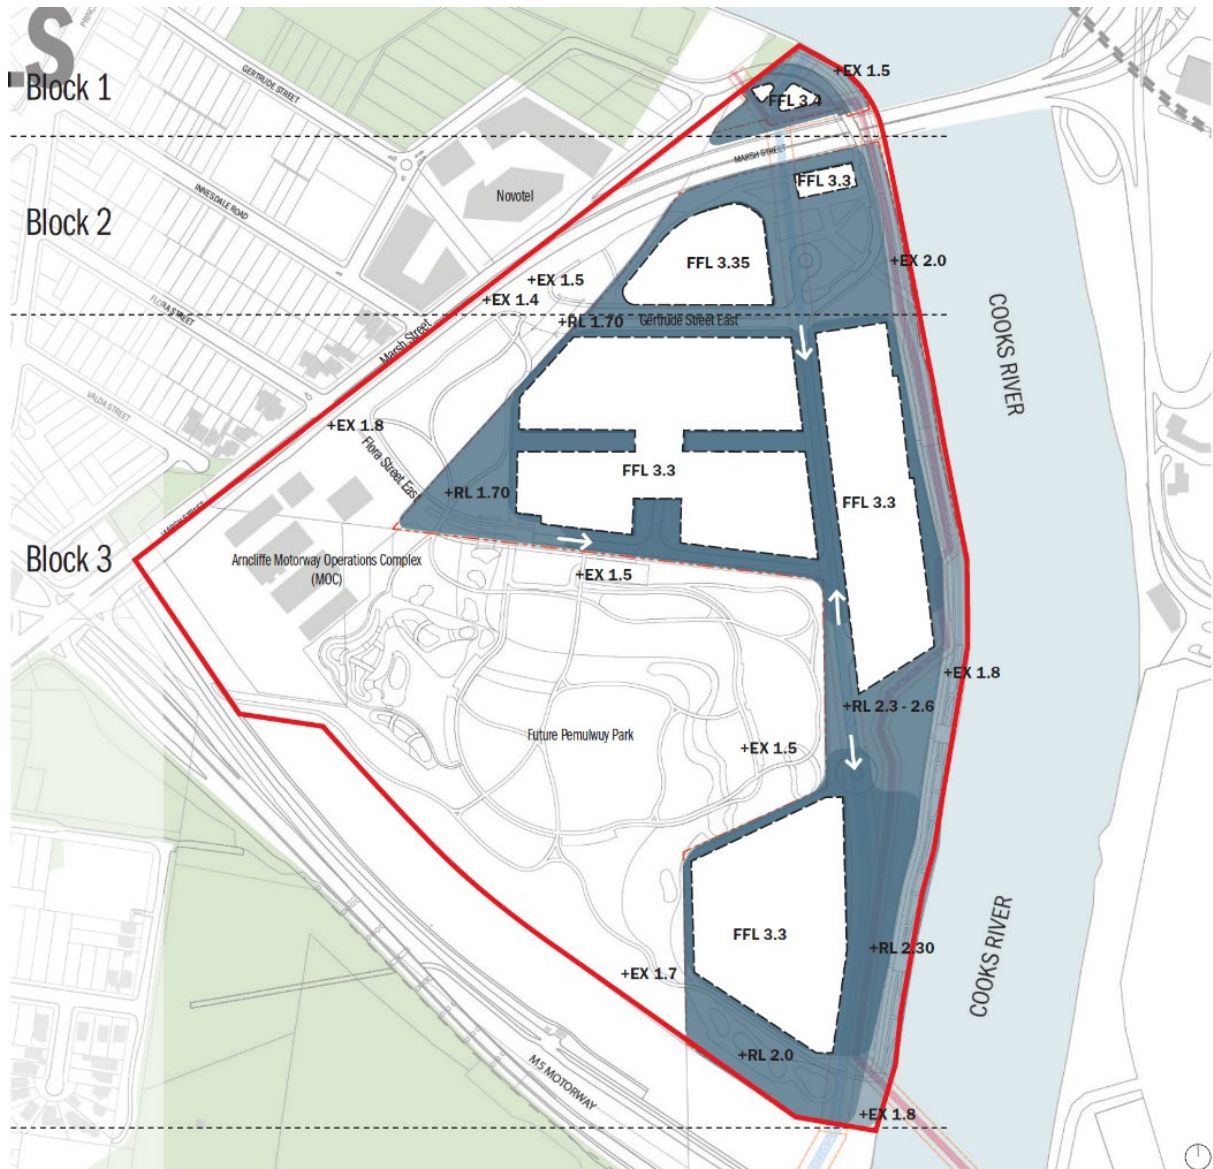 LS
PRINC
Block 1
GERTRUDE STREET
+EX 1.5
FFL 3.4
MARSH STREET
INNESDALE ROAD
Novotel
FFL 3.3
Block 2
FFL 3.35
+EX 2.0
+EX 1.5
+EX 1.4
FLORA STREET
+RL 1.70
Gertrude Street East
COOKS RIVER
Marsh Street
VALDA STREET
+EX 1.8
Flora Street East
FFL 3.3
+RL 1.70
FFL 3.3
MARSH STREET
Block 3
Arncliffe Motorway Operations Complex
(MOC)
+EX 1.5
+EX 1.8
+RL 2.3 - 2.6
Future Pemulwuy Park
+EX 1.5
FFL 3.3
+RL 2.30
COOKS RIVER
+EX 1.7
+RL 2.0
M5 MOTORWAY
+EX 1.8